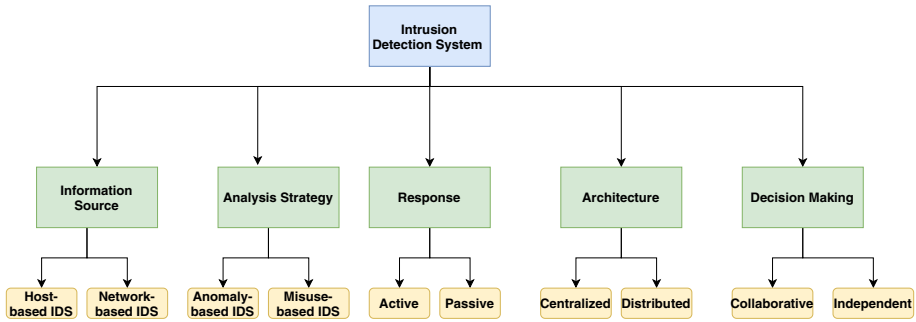 Intrusion
Detection System
Information
Source
Analysis Strategy
Response
Architecture
Decision Making
Host-
based IDS
Network-
based IDS
Anomaly-
based IDS
Misuse-
based IDS
Active
Passive
Centralized
Distributed
Collaborative
Independent